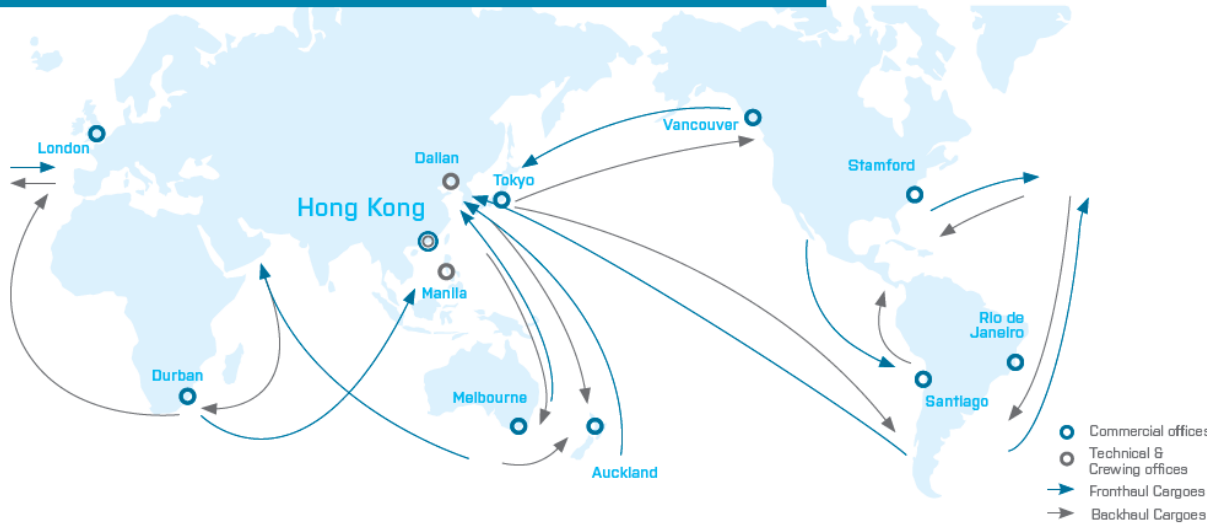 London
Vancouver
Dalian
Tokyo
Stamford
Hong Kong
Manila
Rio de
Janeiro
Durban
Melbourne
Santiago
Auckland
Commercial offices
Technical &
Crewing offices
Fronthaul Cargoes
Backhaul Cargoes